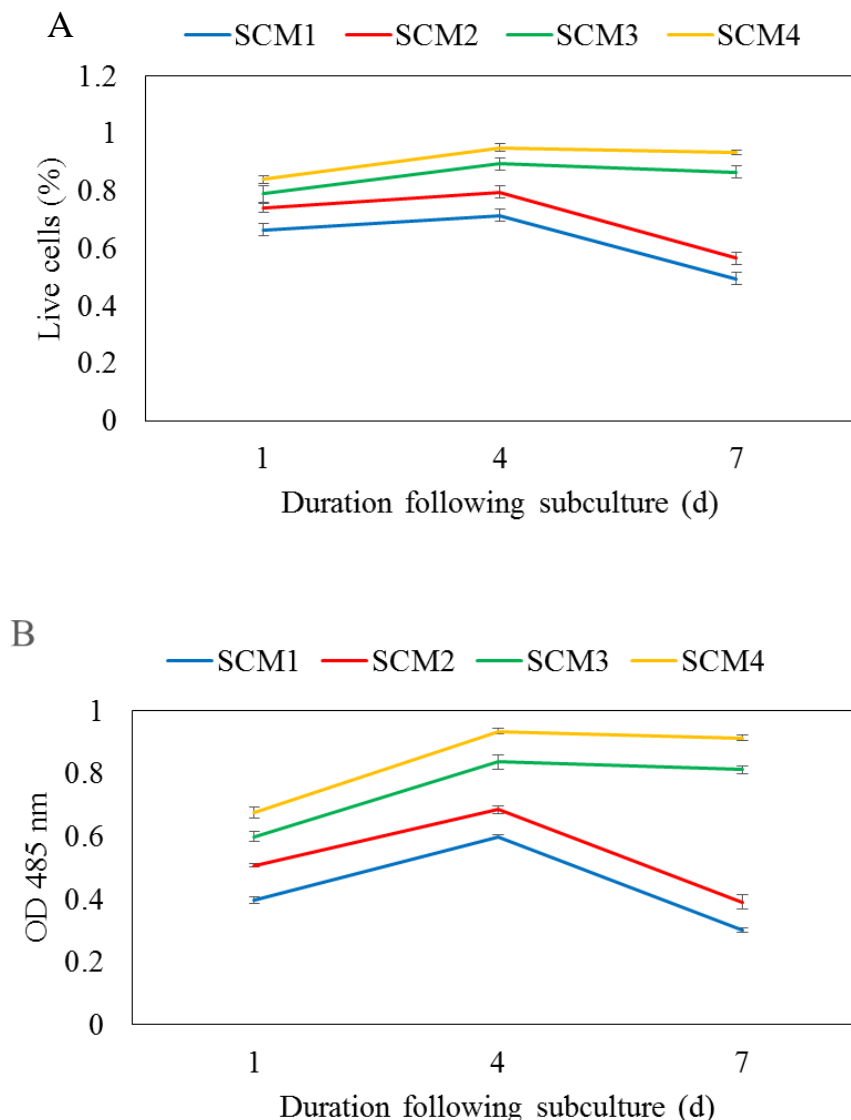 A
SCM1 SCM2 SCM3 SCM4
1.2
1
0.8
0.6
0.4
0.2
0
Live cells (%)
1 4 7
Duration following subculture (d)
B
SCM1 SCM2 SCM3 SCM4
1
0.8
0.6
0.4
0.2
0
OD 485 nm
1 4 7
Duration following subculture (d)